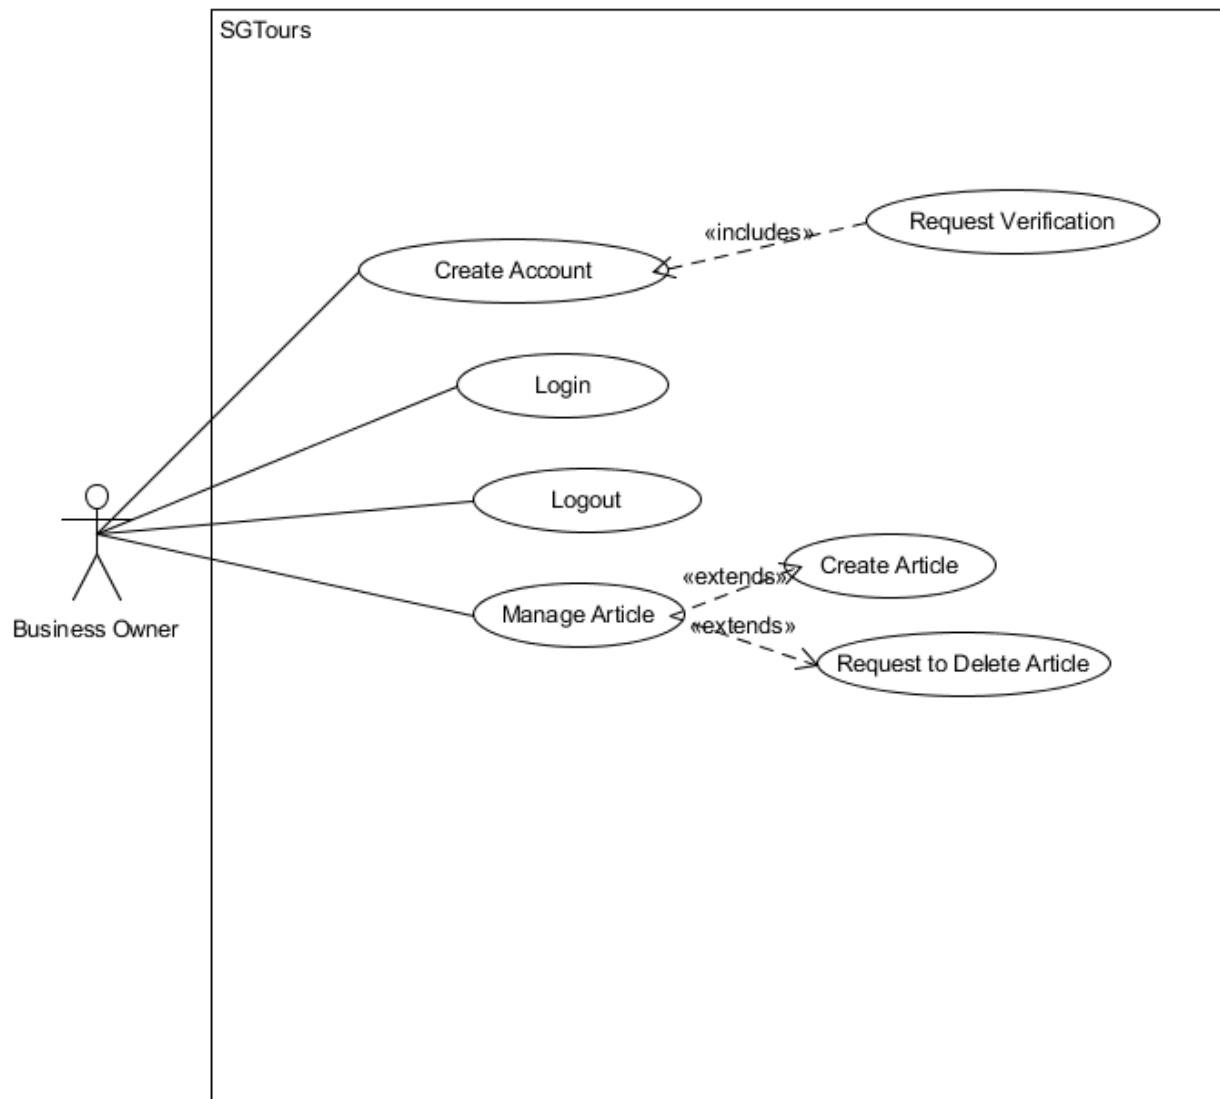 SGTours
Request Verification
«includes»
Create Account
Login
Logout
Create Article
«extends»
Manage Article
«extends»
Business Owner
Request to Delete Article